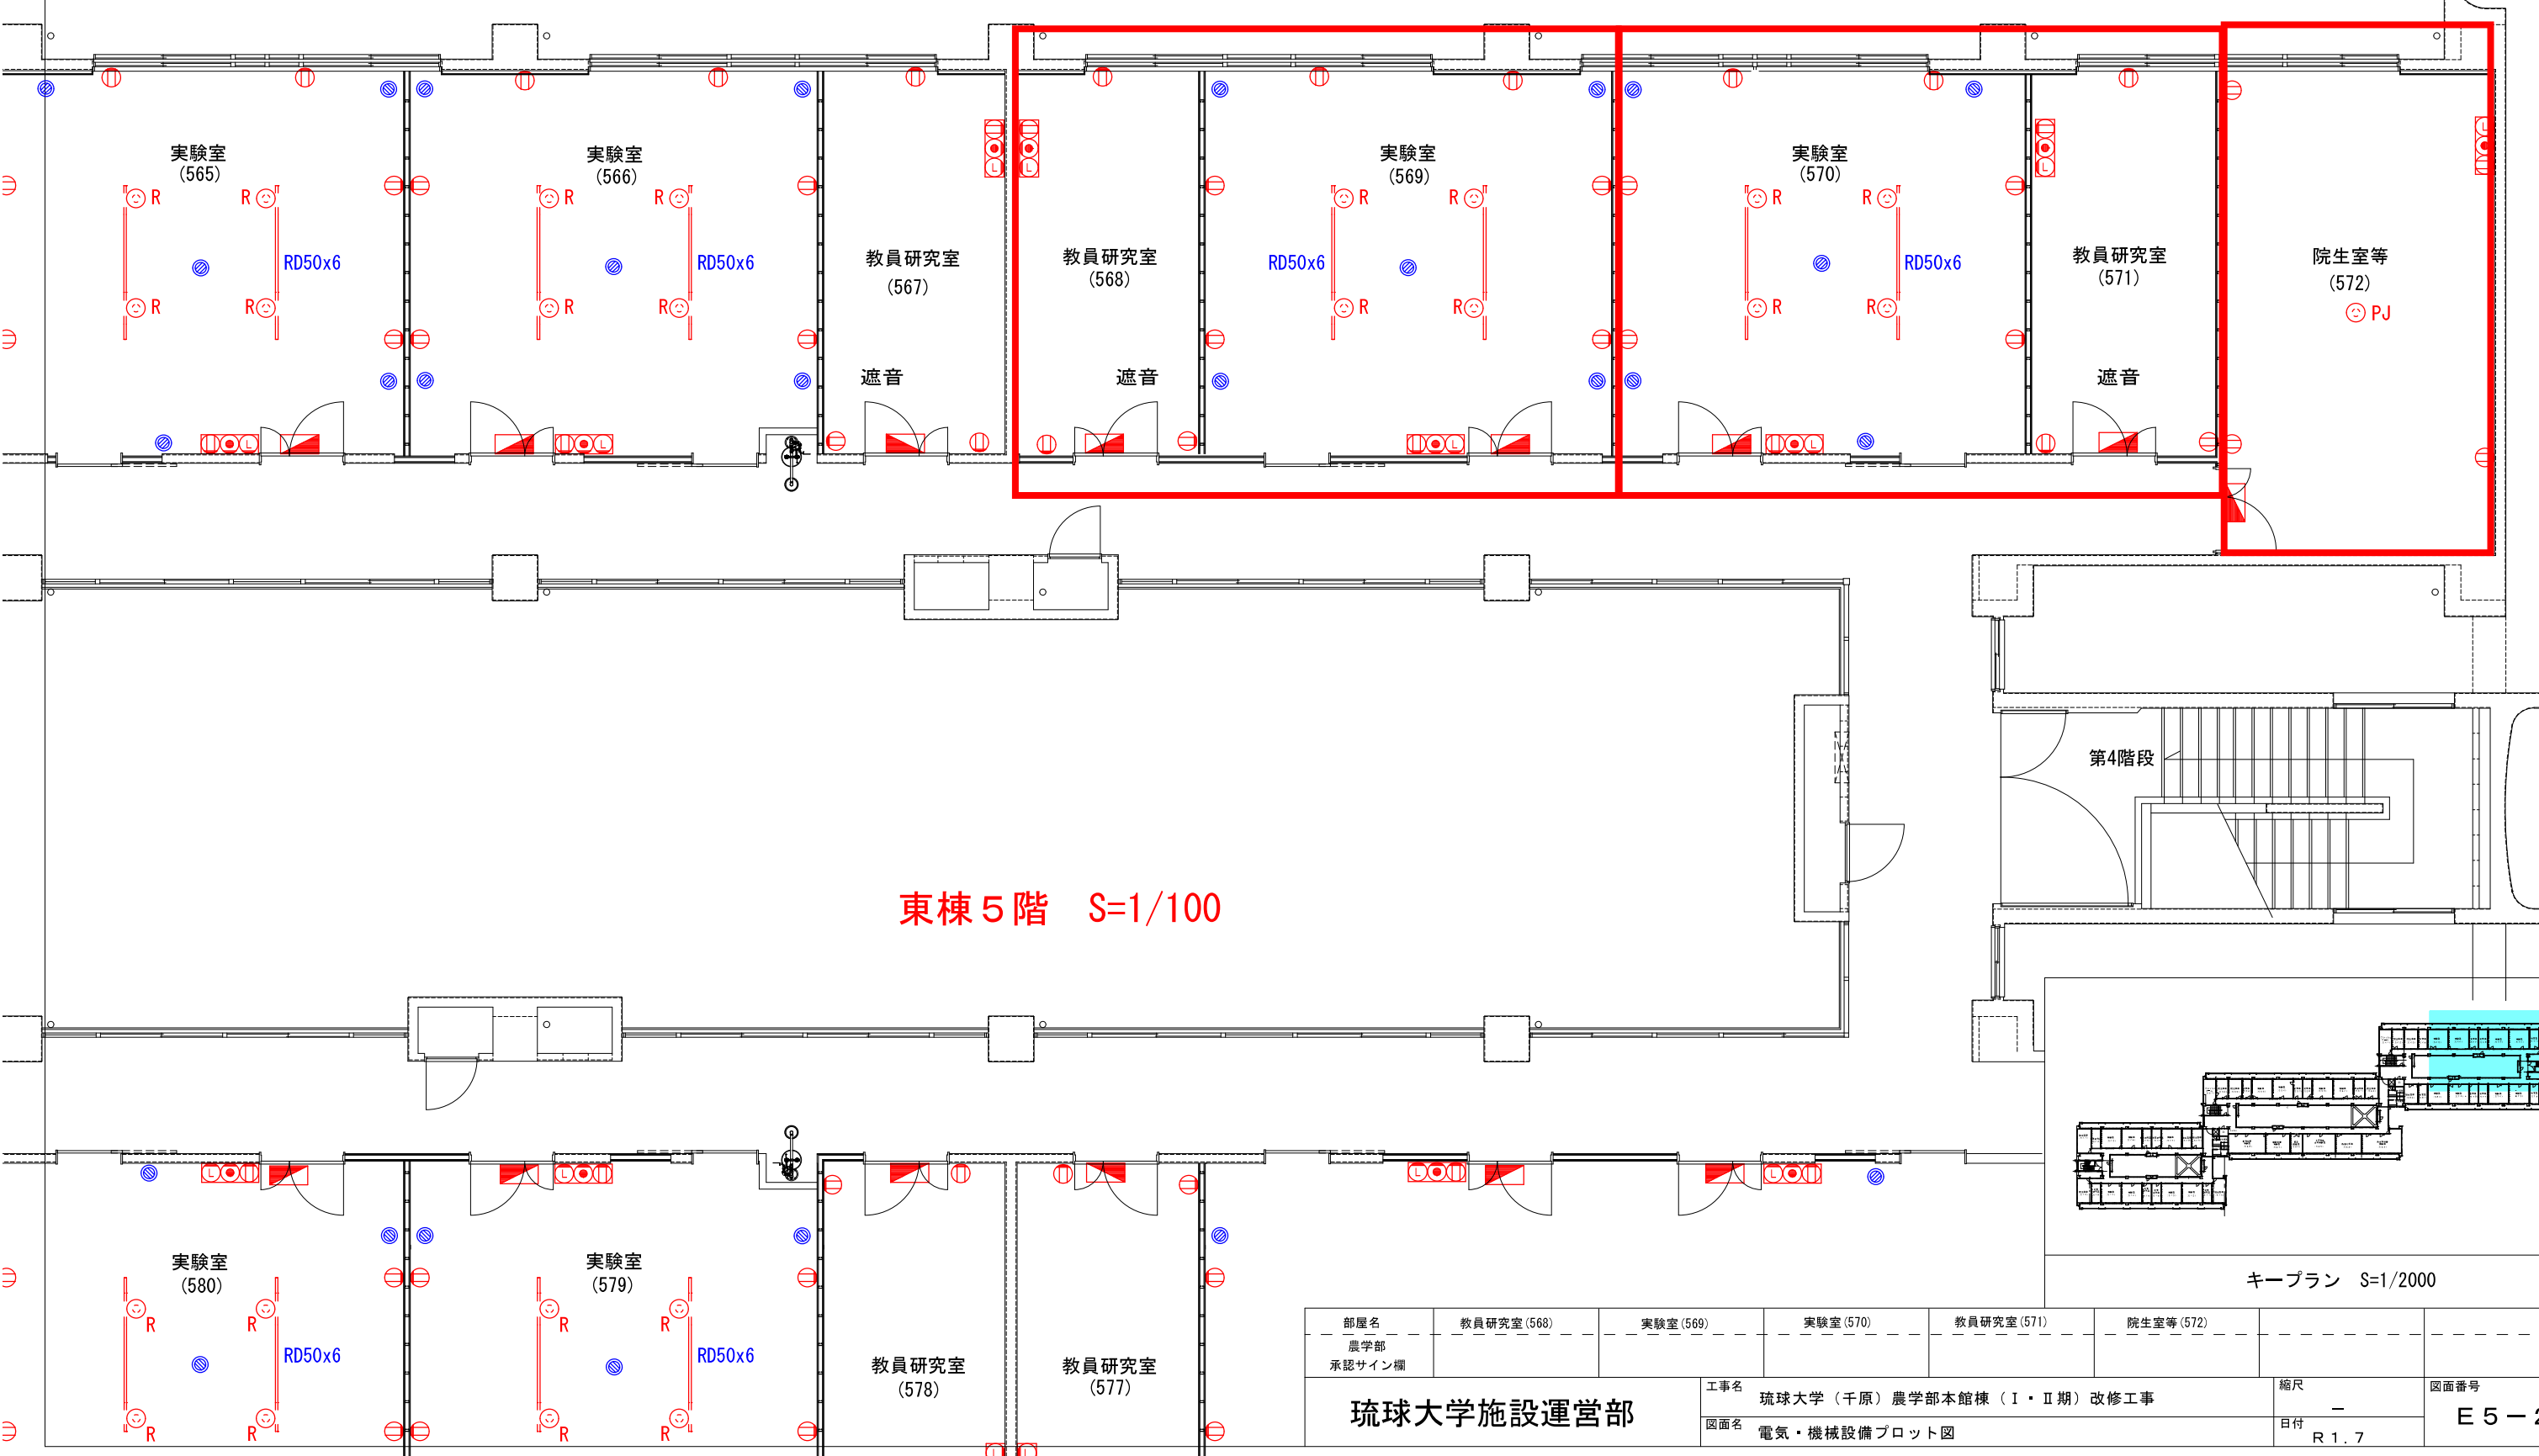 実験室
(565)
R
R
R
R
RD50x6
実験室
(566)
R
R
R
R
RD50x6
教員研究室
(567)
遮音
教員研究室
(568)
遮音
実験室
(569)
R
R
R
R
RD50x6
実験室
(570)
R
R
R
R
RD50x6
教員研究室
(571)
遮音
院生室等
(572)
PJ
L
L
L
L
L
L
L
L
第4階段
東棟5階 S=1/100
L
L
L
L
実験室
(580)
R
R
R
R
RD50x6
実験室
(579)
R
R
R
R
RD50x6
教員研究室
(578)
教員研究室
(577)
L
L
キープラン S=1/2000
部屋名 教員研究室(568) 実験室(569) 実験室(570) 教員研究室(571) 院生室等(572)
農学部
承認サイン欄
琉球大学施設運営部
工事名 琉球大学(千原)農学部本館棟(Ⅰ・Ⅱ期)改修工事
図面名 電気・機械設備プロット図
縮尺 −
日付 R1.7
図面番号
E5−2